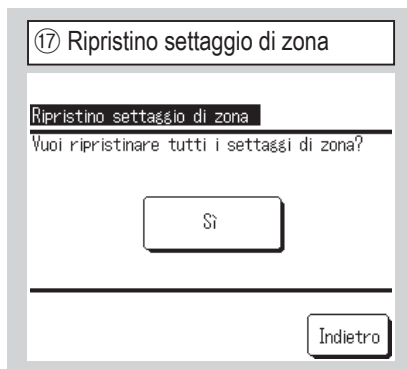 ⑰ Ripristino settaggio di zona
Ripristino settaggio di zona
Vuoi ripristinare tutti i settaggi di zona?
Sì
Indietro